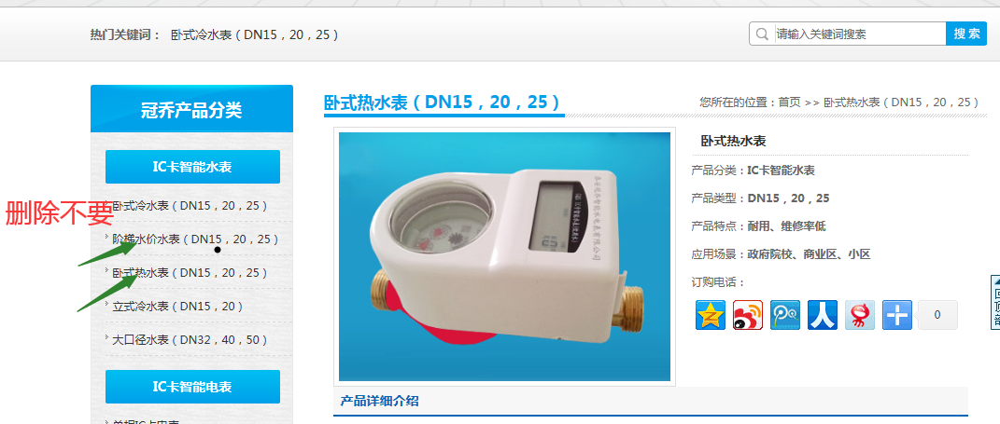 热门关键词： 卧式冷水表（DN15，20，25）
请输入关键词搜索
搜 索
冠乔产品分类
IC卡智能水表
删除不要
卧式冷水表（DN15，20，25）
阶梯水价水表（DN15，20，25）
卧式热水表（DN15，20，25）
立式冷水表（DN15，20）
大口径水表（DN32，40，50）
IC卡智能电表
单相IC卡电表
卧式热水表（DN15，20，25）
您所在的位置：首页 >> 卧式热水表（DN15，20，25）
卧式热水表
产品分类：IC卡智能水表
产品类型：DN15，20，25
产品特点：耐用、维修率低
应用场景：政府院校、商业区、小区
订购电话：
0
产品详细介绍
回顶部